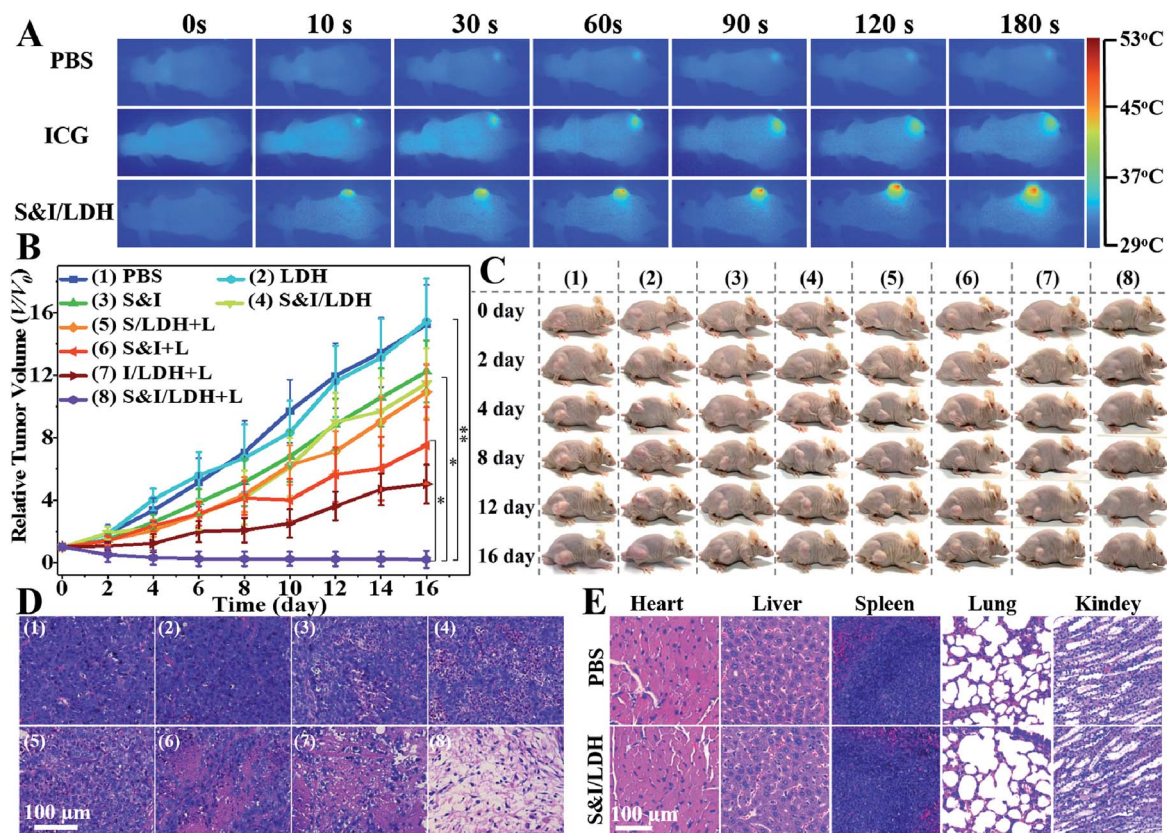 A
0s 10 s 30 s 60s 90 s 120 s 180 s
PBS
ICG
S&I/LDH
53°C
45°C
37°C
29°C
B
Relative Tumor Volume (V/V0)
16
12
8
4
0
(1) PBS (2) LDH
(3) S&I (4) S&I/LDH
(5) S/LDH+L
(6) S&I+L
(7) I/LDH+L
(8) S&I/LDH+L
**
*
*
0 2 4 6 8 10 12 14 16
Time (day)
C
(1) (2) (3) (4) (5) (6) (7) (8)
0 day
2 day
4 day
8 day
12 day
16 day
D
(1) (2) (3) (4)
(5) (6) (7) (8)
100 μm
E
Heart Liver Spleen Lung Kindey
PBS
S&I/LDH
100 μm